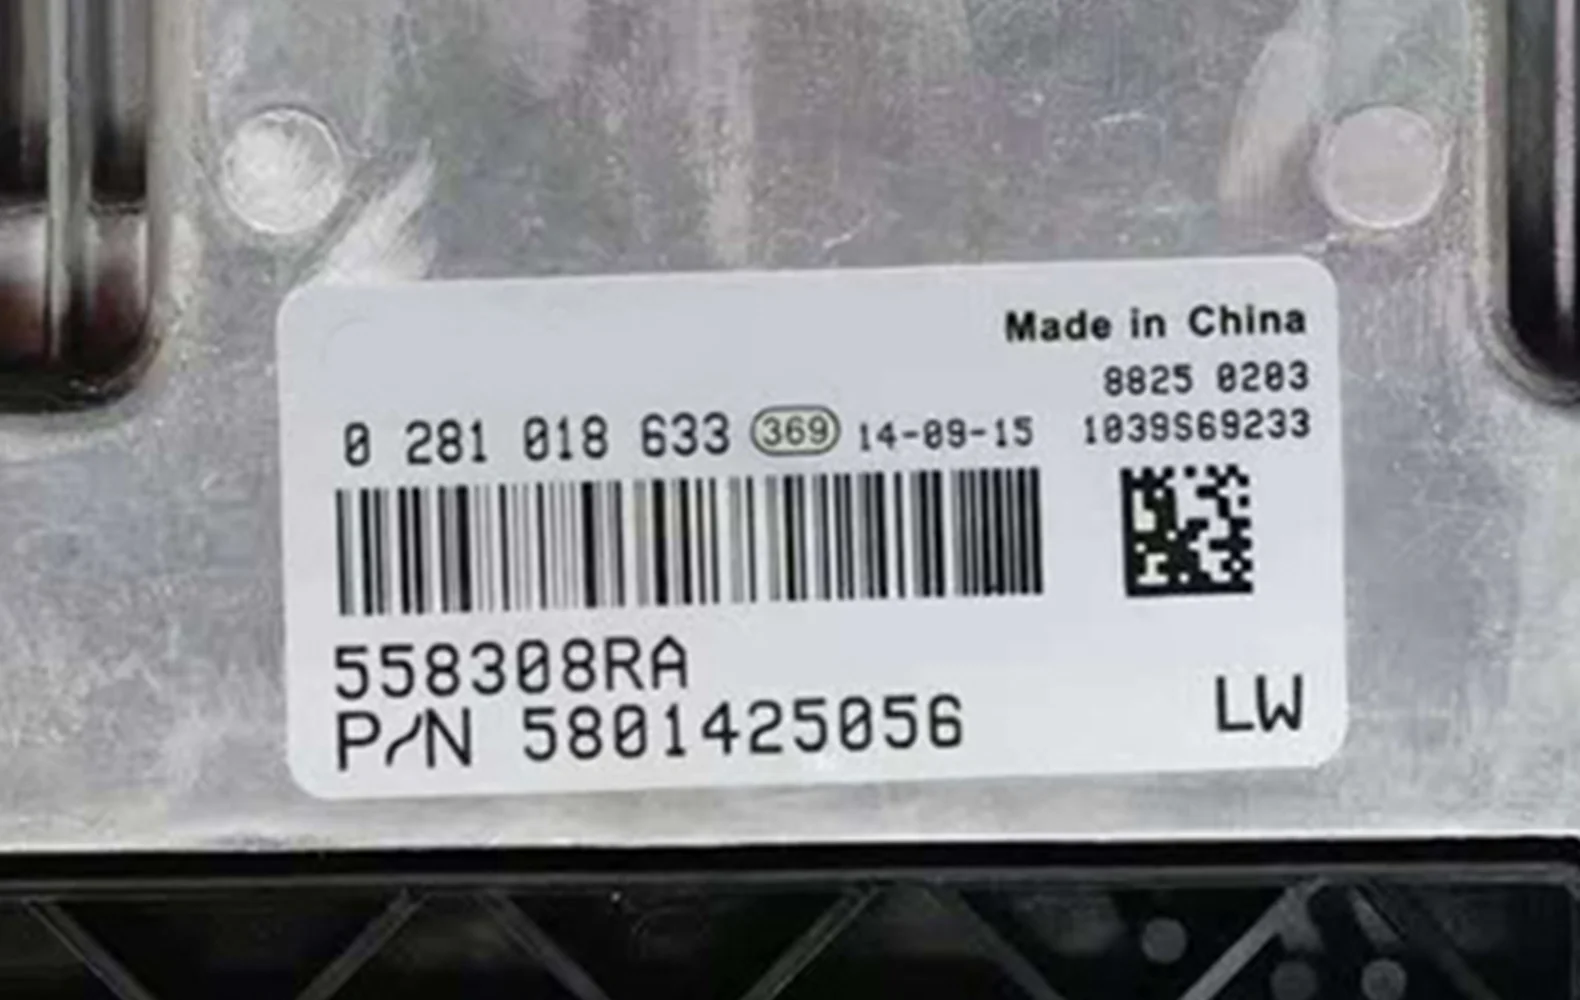 Made in China
8825 0203
0 281 018 633 369 14-09-15 1039S69233
558308RA
P/N 5801425056 LW